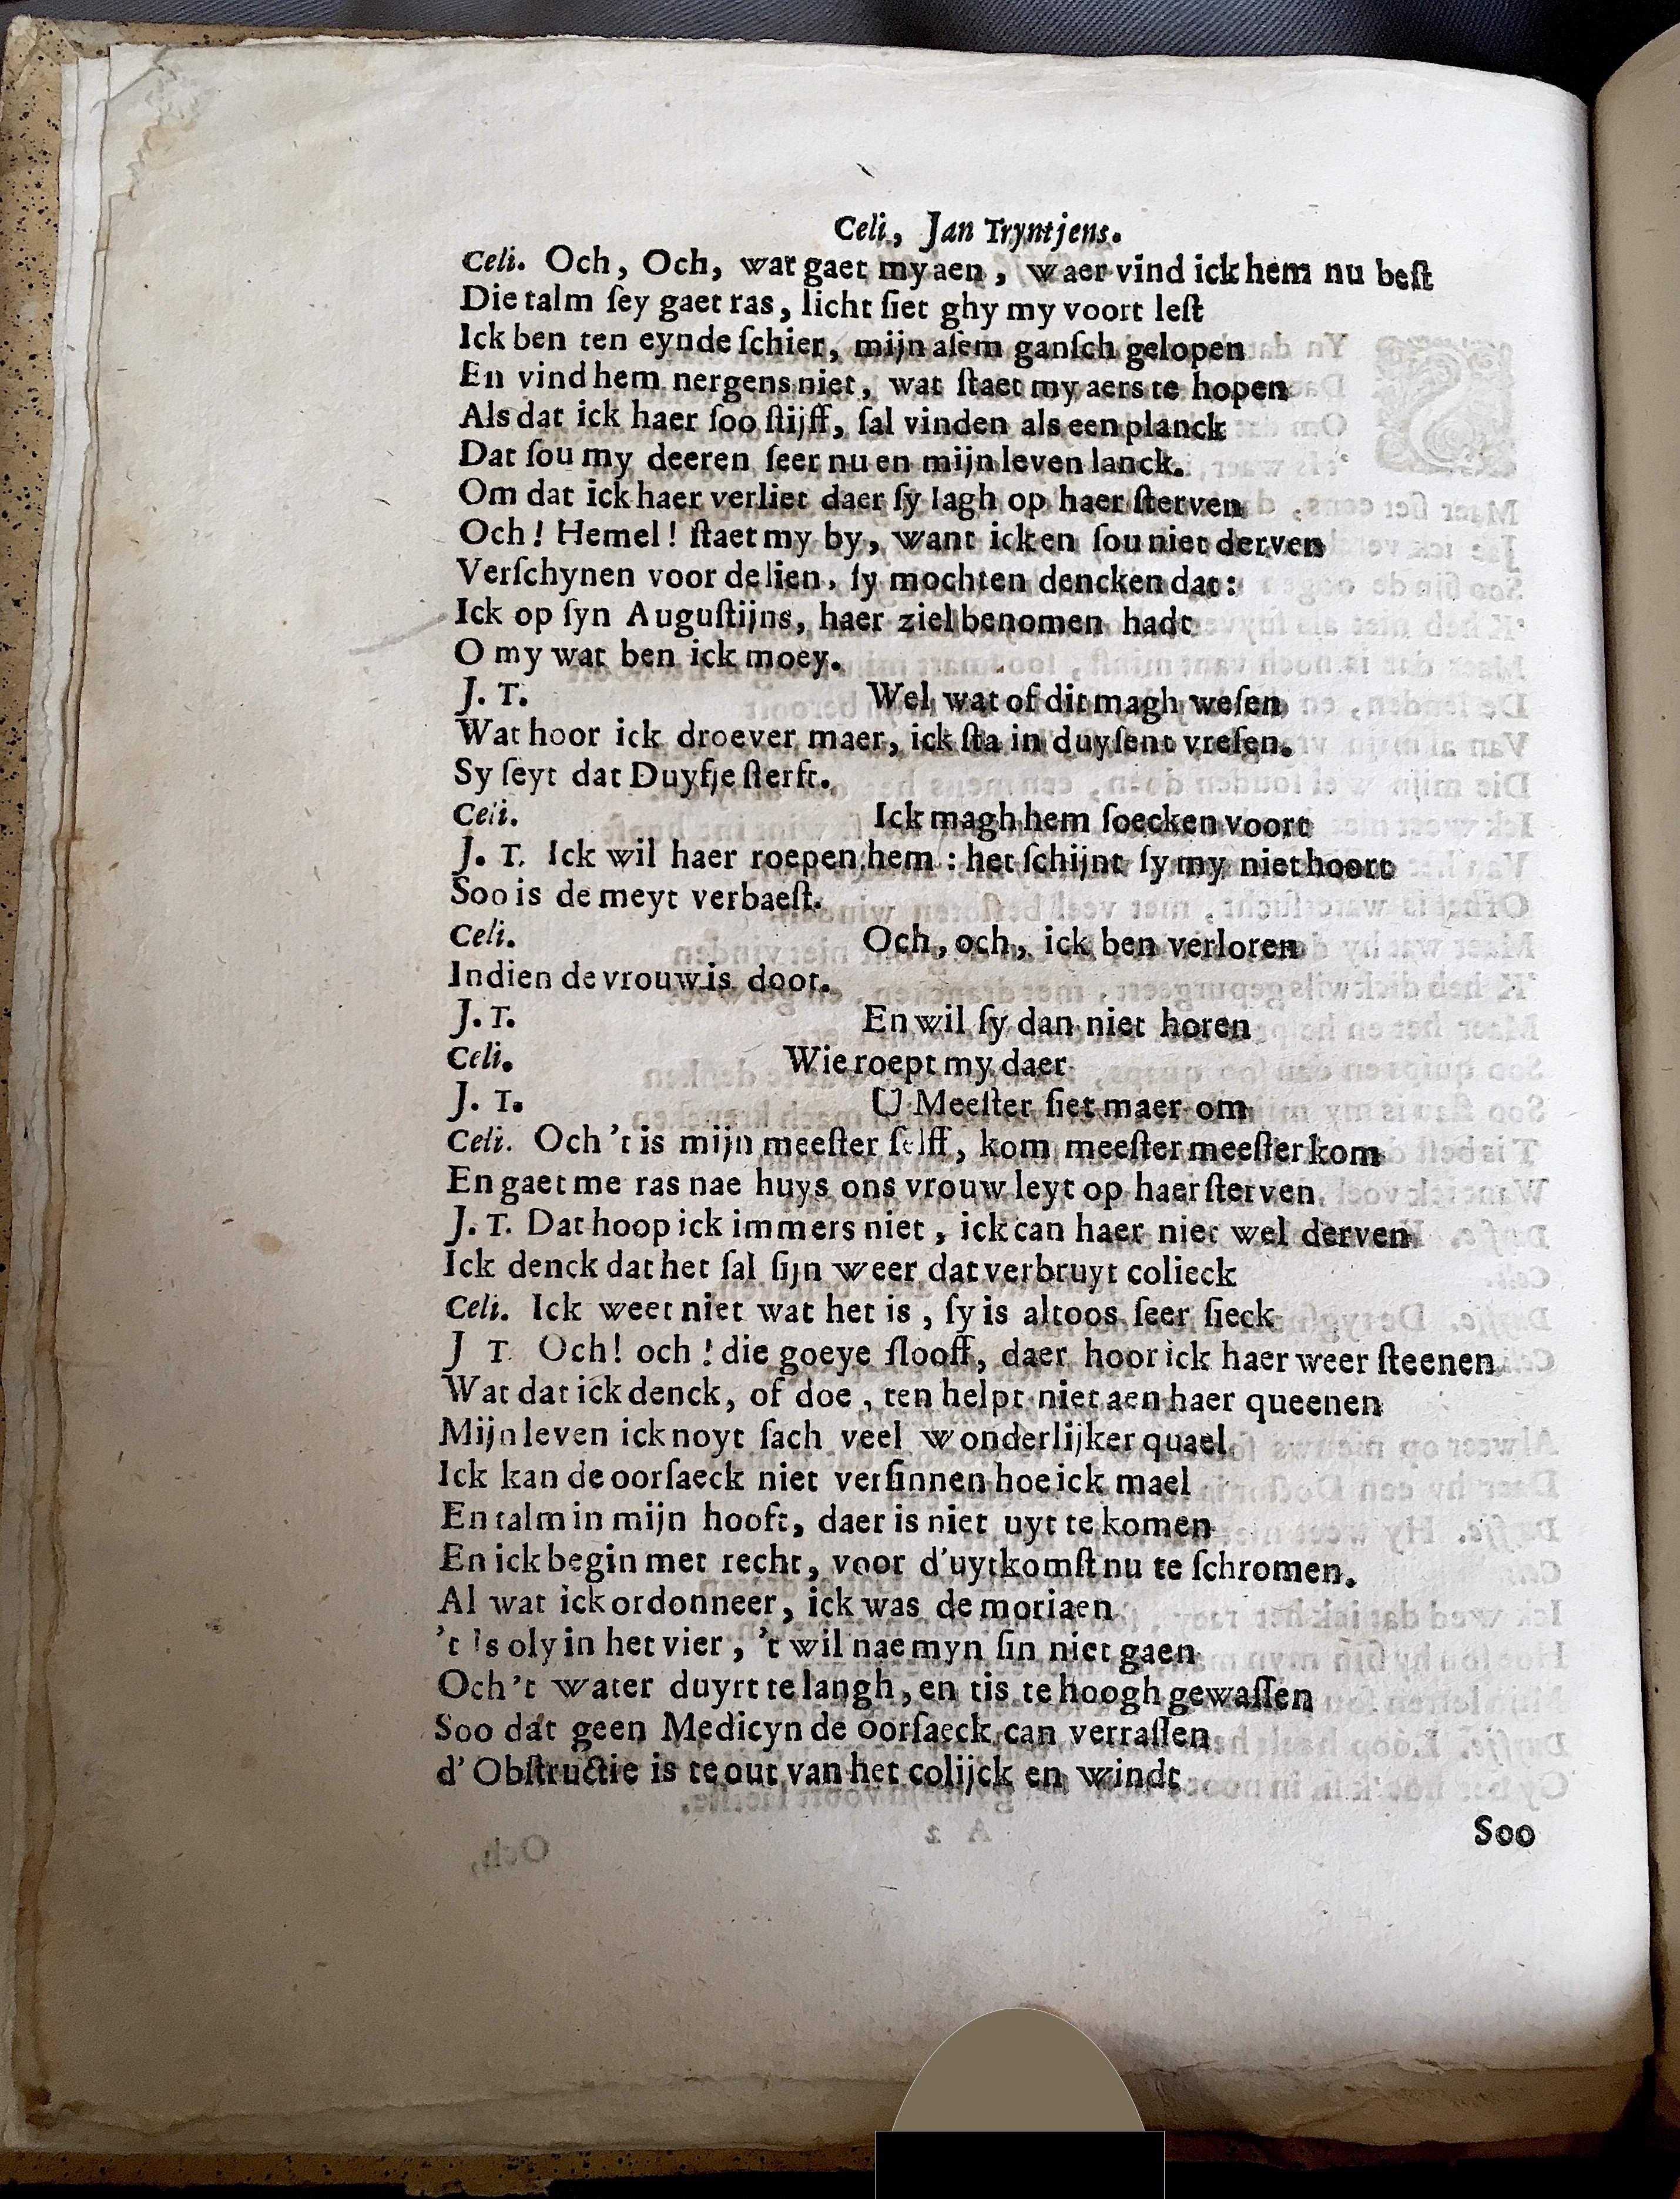 Celi, Jan Tryntjens.
Celi. Och, Och, wat gaet my aen, waer vind ick hem nu beſt
Die talm ſey gaet ras, licht ſiet ghy my voort leſt
Ick ben ten eynde ſchier, mijn aſem ganſch gelopen
En vind hem nergens niet, wat ſtaet my aers te hopen
Als dat ick haer ſoo ſtijff, ſal vinden als een planck
Dat ſou my deeren ſeer nu en mijn leven lanck.
Om dat ick haer verliet daer ſy lagh op haer ſterven
Och! Hemel! ſtaet my by, want ick en ſou niet derven
Verſchynen voor de lien, ſy mochten dencken dat:
Ick op ſyn Auguſtijns, haer ziel benomen hadt
O my wat ben ick moey.
J. T. Wel wat of dit magh weſen
Wat hoor ick droever maer, ick ſta in duyſent vreſen.
Sy ſeyt dat Duyfje ſterft.
Celi. Ick magh hem ſoecken voort
J. T. Ick wil haer roepen, hem : het ſchijnt ſy my niet hoort
Soo is de meyt verbaeſt.
Celi. Och, och, ick ben verloren
Indien de vrouw is doot.
J. T. En wil ſy dan niet horen
Celi. Wie roept my daer
J. T. U Meeſter ſiet maer om
Celi. Och 't is mijn meeſter ſelff, kom meeſter meeſter kom
En gaet me ras nae huys ons vrouw leyt op haer ſterven
J. T. Dat hoop ick immers niet, ick can haer niet wel derven
Ick denck dat het ſal ſijn weer dat verbruyt colieck
Celi. Ick weet niet wat het is, ſy is altoos ſeer ſieck
J T. Och! och! die goeye ſlooff, daer hoor ick haer weer ſteenen
Wat dat ick denck, of doe, ten helpt niet aen haer queenen
Mijn leven ick noyt ſach veel wonderlijker quael
Ick kan de oorſaeck niet verſinnen hoe ick mael
En talm in mijn hooft, daer is niet uyt te komen
En ick begin met recht, voor d'uytkomſt nu te ſchromen.
Al wat ick ordonneer, ick was de moriaen
't Is oly in het vier, 't wil nae myn ſin niet gaen
Och 't water duyrt te langh, en tis te hoogh gewaſſen
Soo dat geen Medicyn de oorſaeck can verraſſen
d'Obſtructie is te out van het colijck en windt
Soo